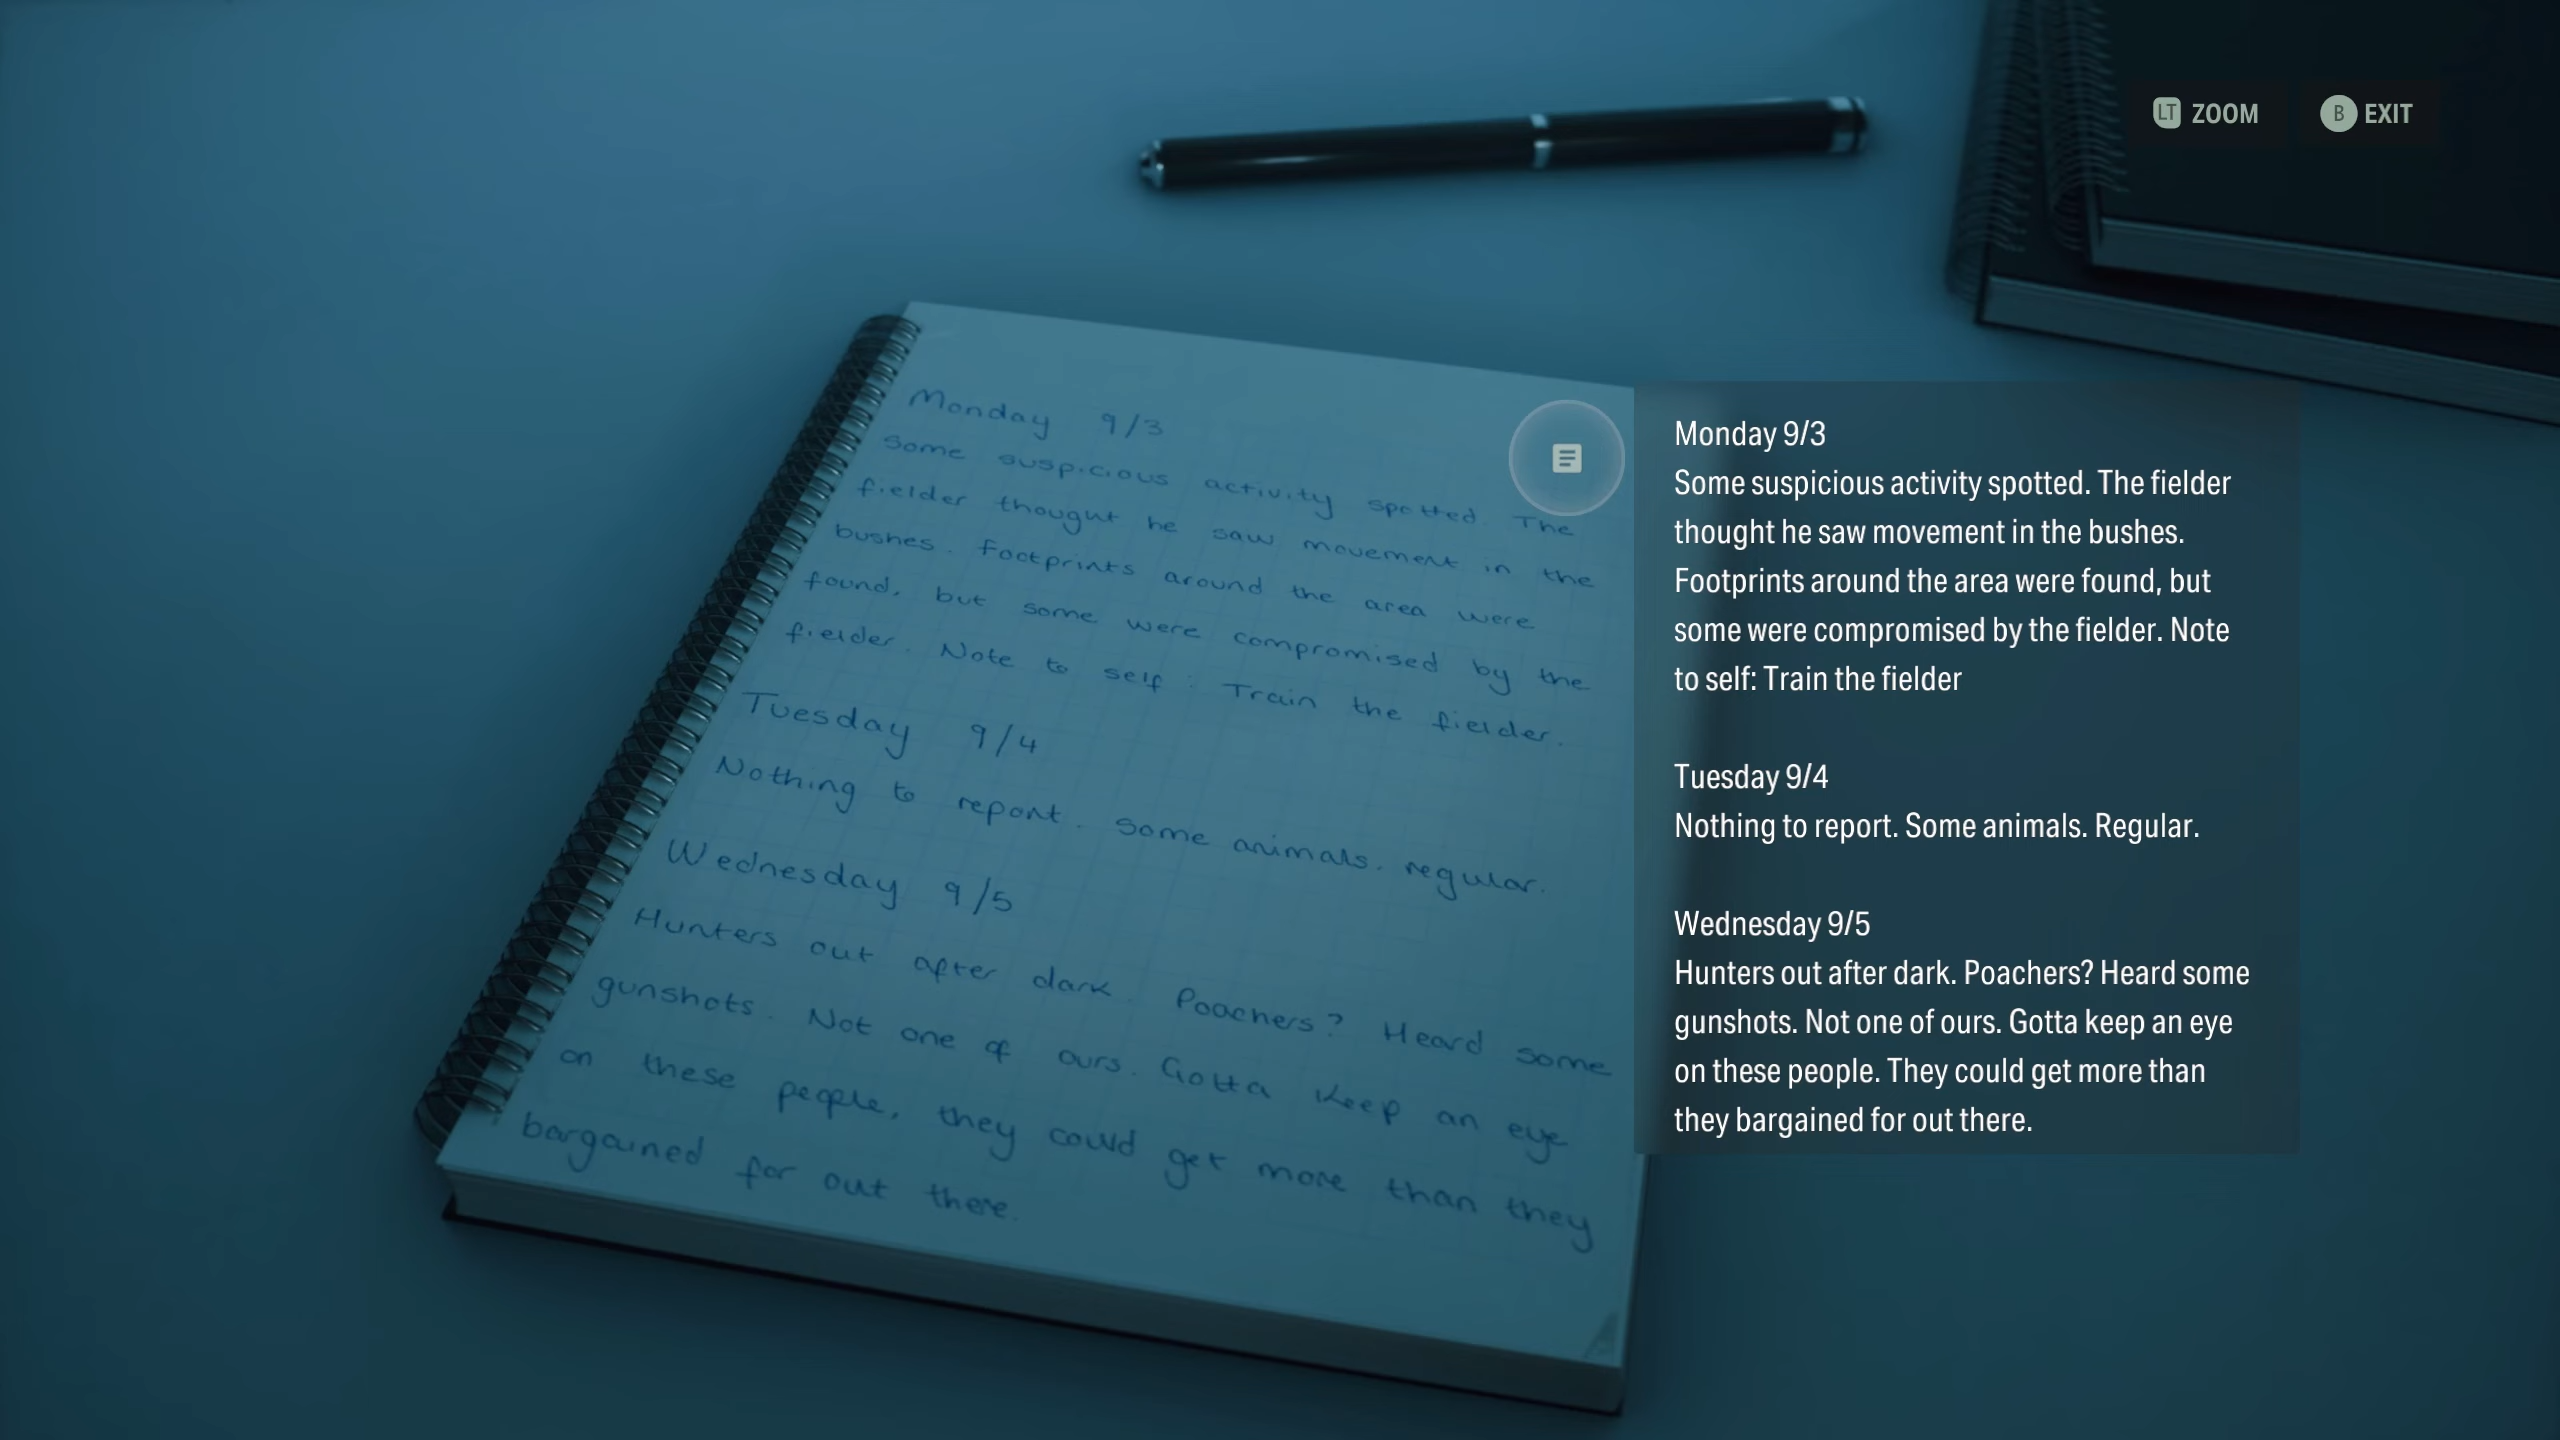 LT ZOOM B EXIT
Monday 9/3
Some suspicious activity spotted. The
fielder thought he saw movement in the
bushes. Footprints around the area were
found, but some were compromised by the
fielder. Note to self: Train the fielder.
Tuesday 9/4
Nothing to report. Some animals. regular.
Wednesday 9/5
Hunters out after dark. Poachers? Heard some
gunshots. Not one of ours. Gotta keep an eye
on these people, they could get more than they
bargained for out there.
Monday 9/3
Some suspicious activity spotted. The fielder
thought he saw movement in the bushes.
Footprints around the area were found, but
some were compromised by the fielder. Note
to self: Train the fielder
Tuesday 9/4
Nothing to report. Some animals. Regular.
Wednesday 9/5
Hunters out after dark. Poachers? Heard some
gunshots. Not one of ours. Gotta keep an eye
on these people. They could get more than
they bargained for out there.